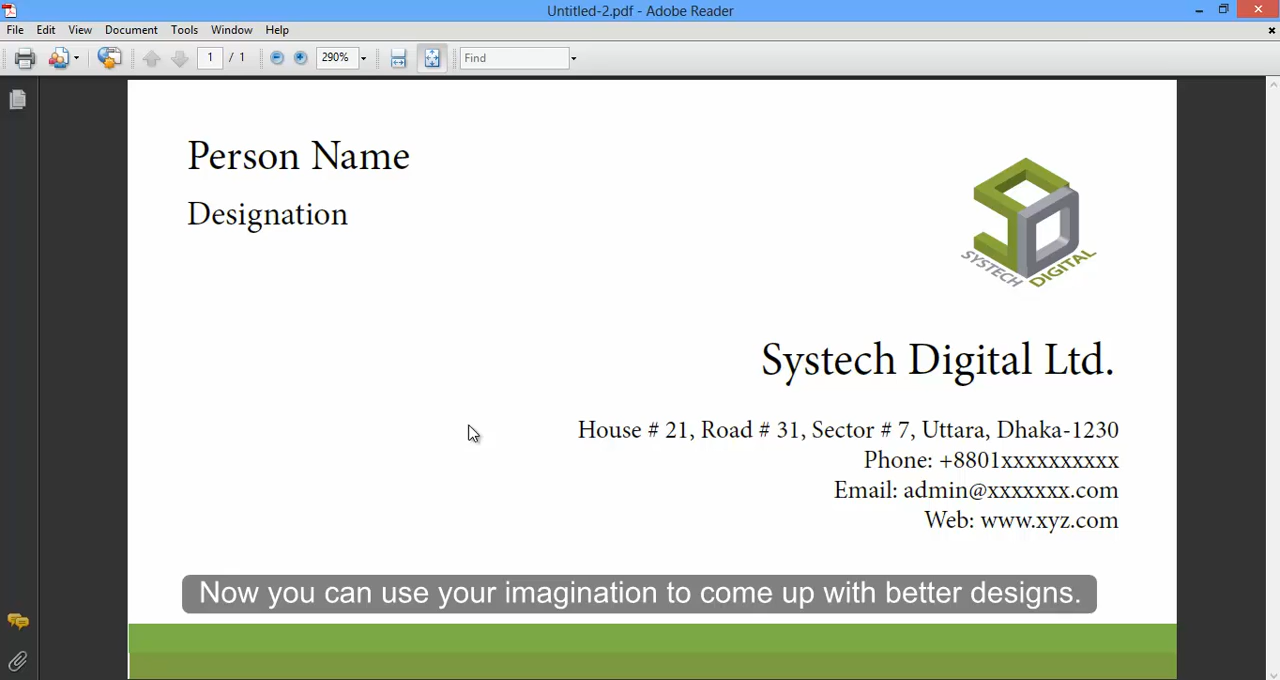 Untitled-2.pdf - Adobe Reader
File Edit View Document Tools Window Help
1 / 1 290% Find
Person Name
Designation
SYSTECH DIGITAL
Systech Digital Ltd.
House # 21, Road # 31, Sector # 7, Uttara, Dhaka-1230
Phone: +8801xxxxxxxxxx
Email: admin@xxxxxxx.com
Web: www.xyz.com
Now you can use your imagination to come up with better designs.